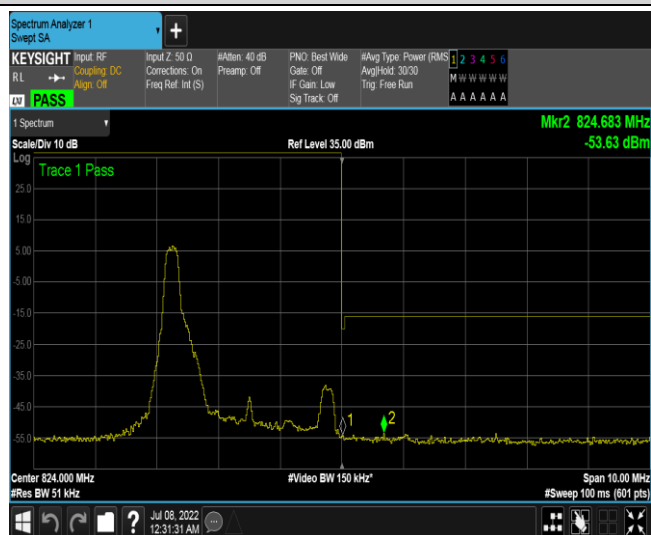 Spectrum Analyzer 1
Swept SA
+
KEYSIGHT
RL
LXI PASS
Input: RF
Coupling: DC
Align: Off
Input Z: 50 Ω
Corrections: On
Freq Ref: Int (S)
#Atten: 40 dB
Preamp: Off
PNO: Best Wide
Gate: Off
IF Gain: Low
Sig Track: Off
#Avg Type: Power (RMS
Avg|Hold: 30/30
Trig: Free Run
1 2 3 4 5 6
M W W W W W
A A A A A A
1 Spectrum
Mkr2 824.683 MHz
Scale/Div 10 dB
Ref Level 35.00 dBm
-53.63 dBm
Log
Trace 1 Pass
25.0
15.0
5.00
-5.00
-15.0
-25.0
-35.0
-45.0
1
2
-55.0
Center 824.000 MHz
#Video BW 150 kHz*
Span 10.00 MHz
#Res BW 51 kHz
#Sweep 100 ms (601 pts)
?
Jul 08, 2022
12:31:31 AM